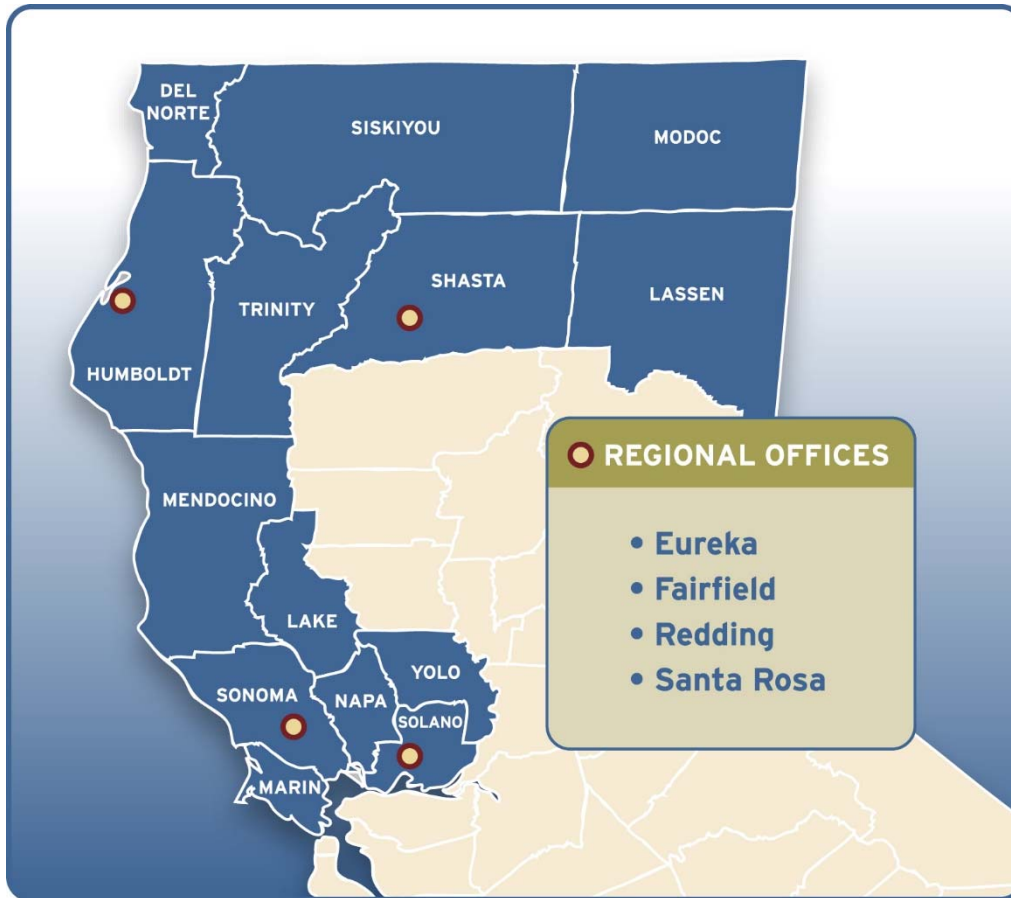 DEL
NORTE
SISKIYOU
MODOC
SHASTA
LASSEN
TRINITY
HUMBOLDT
MENDOCINO
LAKE
YOLO
SONOMA
NAPA
SOLANO
MARIN
REGIONAL OFFICES
• Eureka
• Fairfield
• Redding
• Santa Rosa